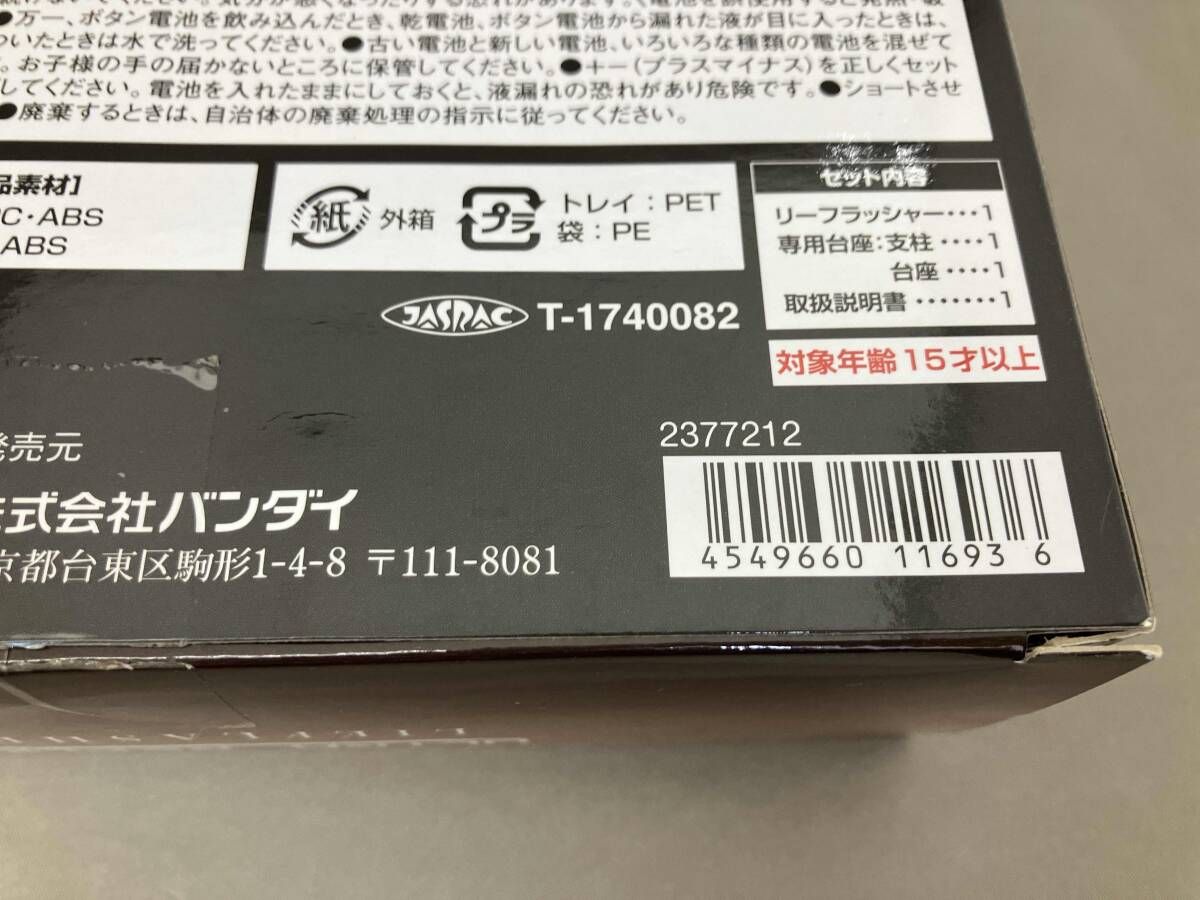 ●万一、ボタン電池を飲み込んだとき、乾電池、ボタン電池から漏れた液が目に入ったときは、
ついたときは水で洗ってください。●古い電池と新しい電池、いろいろな種類の電池を混ぜて
。お子様の手の届かないところに保管してください。●+ー(プラスマイナス)を正しくセット
してください。電池を入れたままにしておくと、液漏れの恐れがあり危険です。●ショートさせ
●廃棄するときは、自治体の廃棄処理の指示に従ってください。
品素材]
C・ABS
ABS
紙 外箱
プラ トレイ:PET
袋:PE
セット内容
リーフラッシャー・・・1
専用台座:支柱・・・・1
台座・・・・1
取扱説明書・・・・・・・1
JASRAC T-1740082
対象年齢15才以上
発売元
株式会社バンダイ
京都台東区駒形1-4-8 〒111-8081
2377212
4549660 11693 6